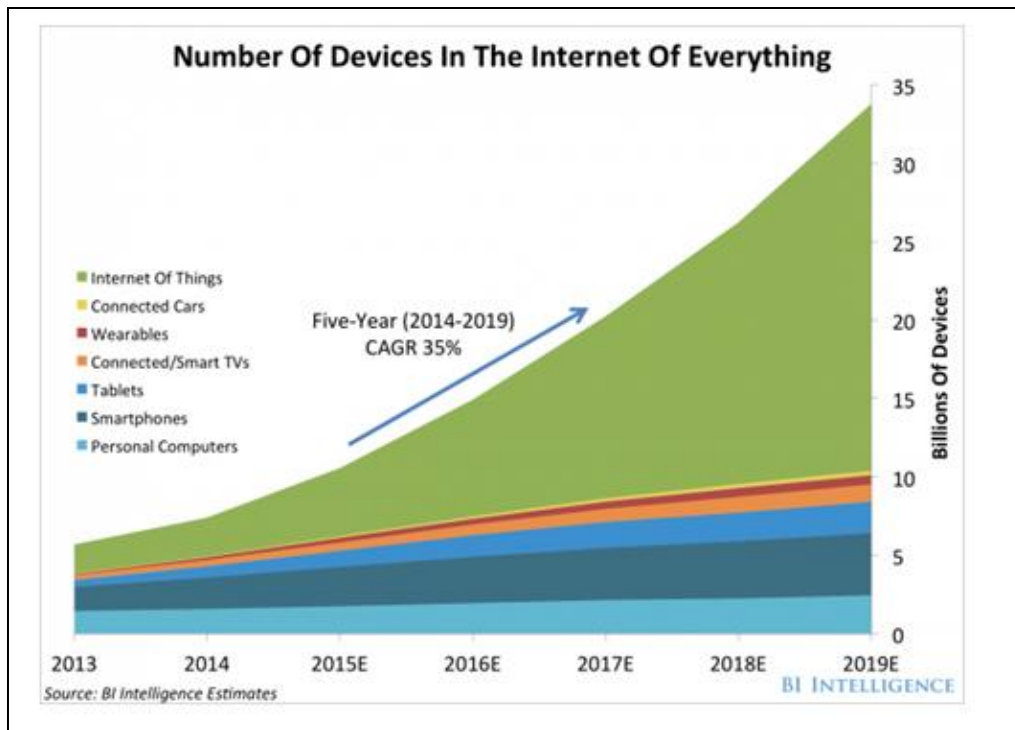 Number Of Devices In The Internet Of Everything
35
30
25
20
15
10
5
0
Billions Of Devices
Internet Of Things
Connected Cars
Wearables
Connected/Smart TVs
Tablets
Smartphones
Personal Computers
Five-Year (2014-2019)
CAGR 35%
2013 2014 2015E 2016E 2017E 2018E 2019E
Source: BI Intelligence Estimates
BI INTELLIGENCE